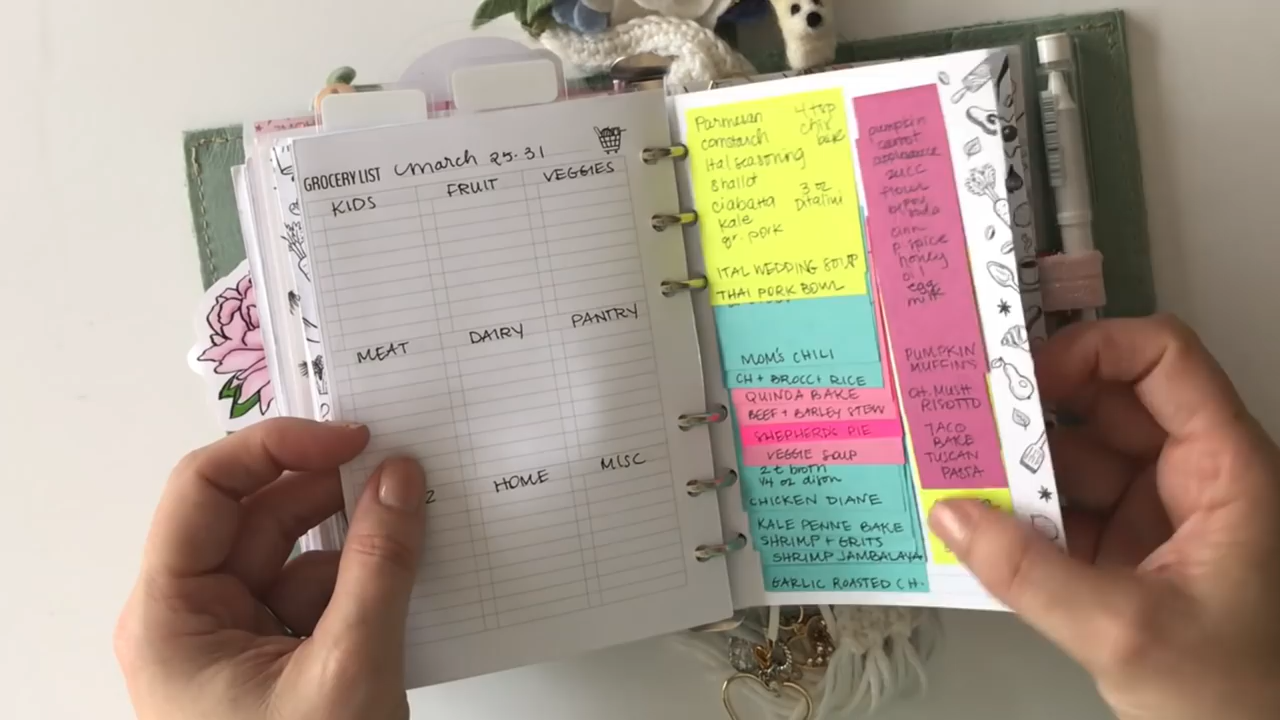 GROCERY LIST March 25-31
KIDS
FRUIT
VEGGIES
MEAT
DAIRY
PANTRY
HOME
MISC
Parmesan 4 tsp
cornstarch
Ital seasoning
shallot
ciabatta 3 oz
kale Ditalini
gr. pork
ITAL WEDDING SOUP
THAI PORK BOWL
MOM'S CHILI
CH + BROCC + RICE
QUINOA BAKE
BEEF + BARLEY STEW
SHEPHERDS PIE
VEGGIE SOUP
2 t broth
1/4 oz dijon
CHICKEN DIANE
KALE PENNE BAKE
SHRIMP + GRITS
SHRIMP JAMBALAYA
GARLIC ROASTED CH.
pumpkin
carrot
applesauce
zucc
flour
soda
cinn
p. spice
honey
oil
egg
milk
PUMPKIN
MUFFINS
CH. MUSH
RISOTTO
TACO
BAKE
TUSCAN
PASTA